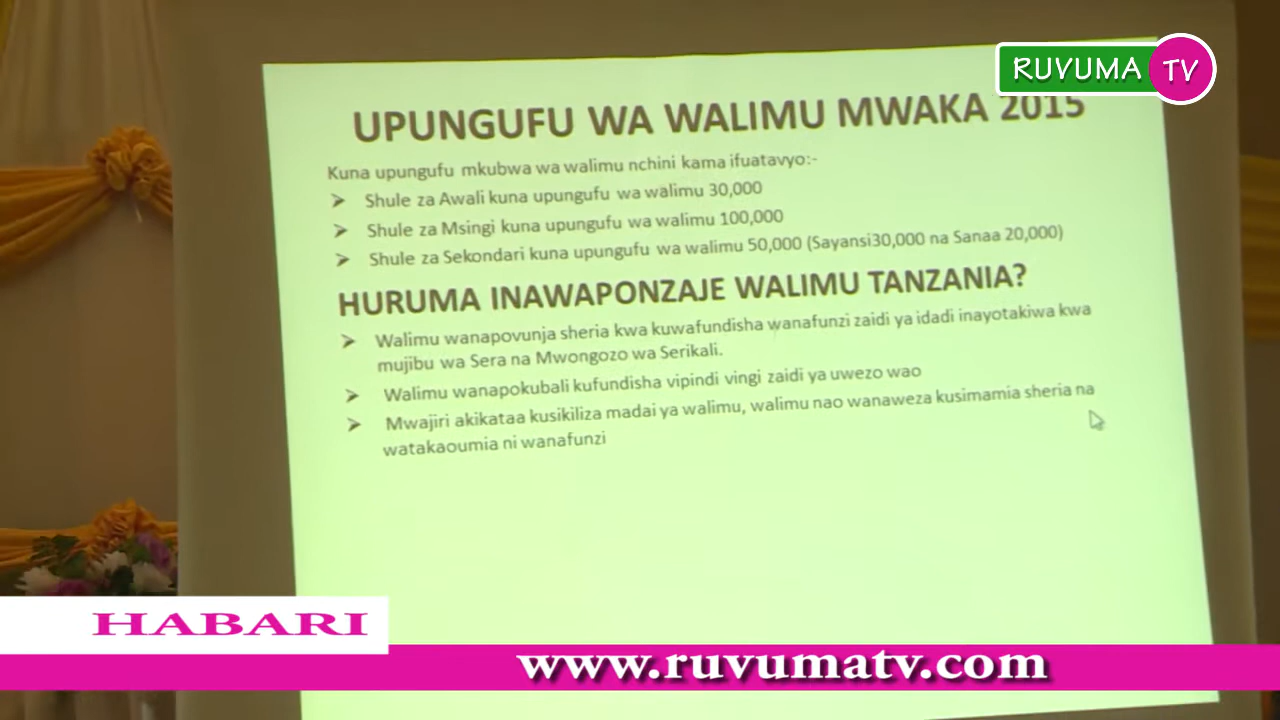 RUVUMA TV
UPUNGUFU WA WALIMU MWAKA 2015
Kuna upungufu mkubwa wa walimu nchini kama ifuatavyo:-
Shule za Awali kuna upungufu wa walimu 30,000
Shule za Msingi kuna upungufu wa walimu 100,000
Shule za Sekondari kuna upungufu wa walimu 50,000 (Sayansi30,000 na Sanaa 20,000)
HURUMA INAWAPONZAJE WALIMU TANZANIA?
Walimu wanapovunja sheria kwa kuwafundisha wanafunzi zaidi ya idadi inayotakiwa kwa
mujibu wa Sera na Mwongozo wa Serikali.
Walimu wanapokubali kufundisha vipindi vingi zaidi ya uwezo wao
Mwajiri akikataa kusikiliza madai ya walimu, walimu nao wanaweza kusimamia sheria na
watakaoumia ni wanafunzi
HABARI
www.ruvumatv.com